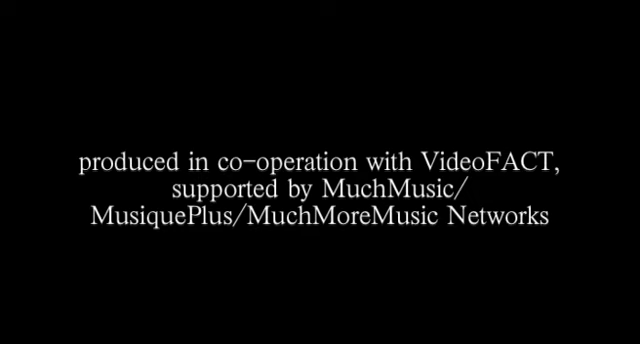 produced in co-operation with VideoFACT,
supported by MuchMusic/
MusiquePlus/MuchMoreMusic Networks